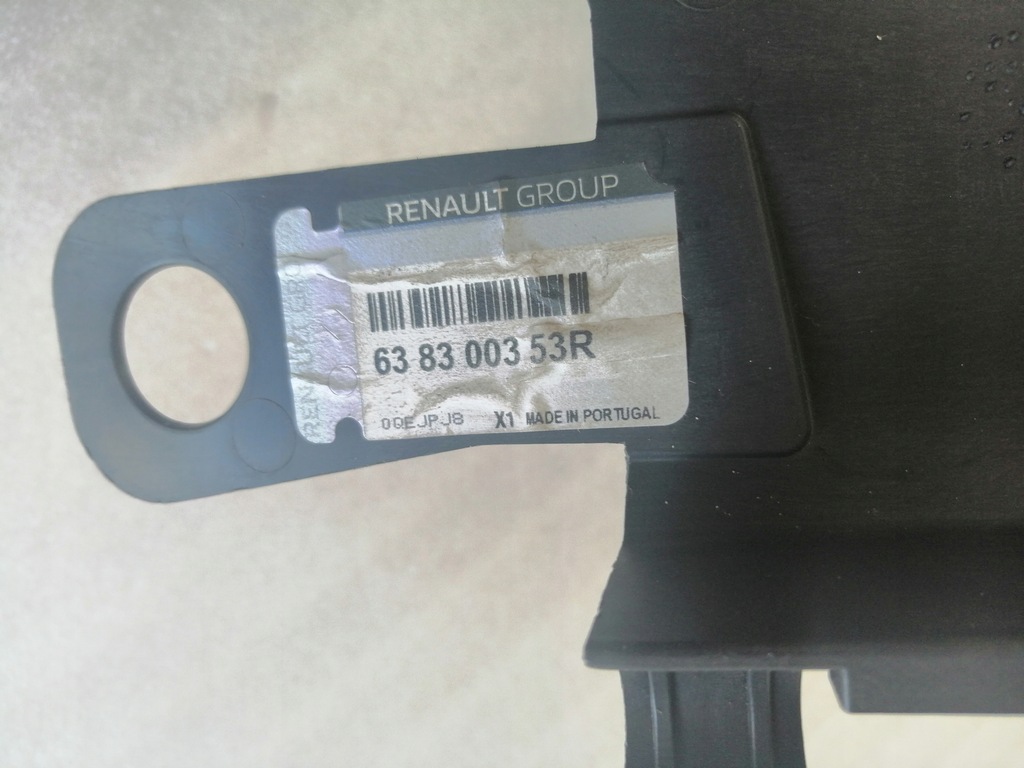 RENAULT GROUP
63 83 003 53R
00EJPJ8 X1 MADE IN PORTUGAL